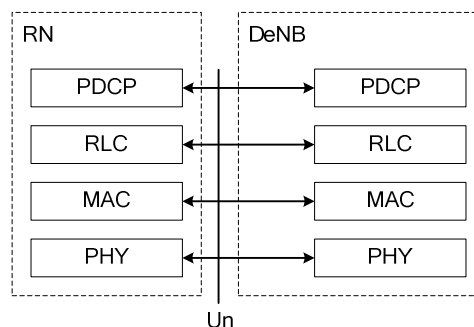 RN DeNB
PDCP PDCP
RLC RLC
MAC MAC
PHY PHY
Un